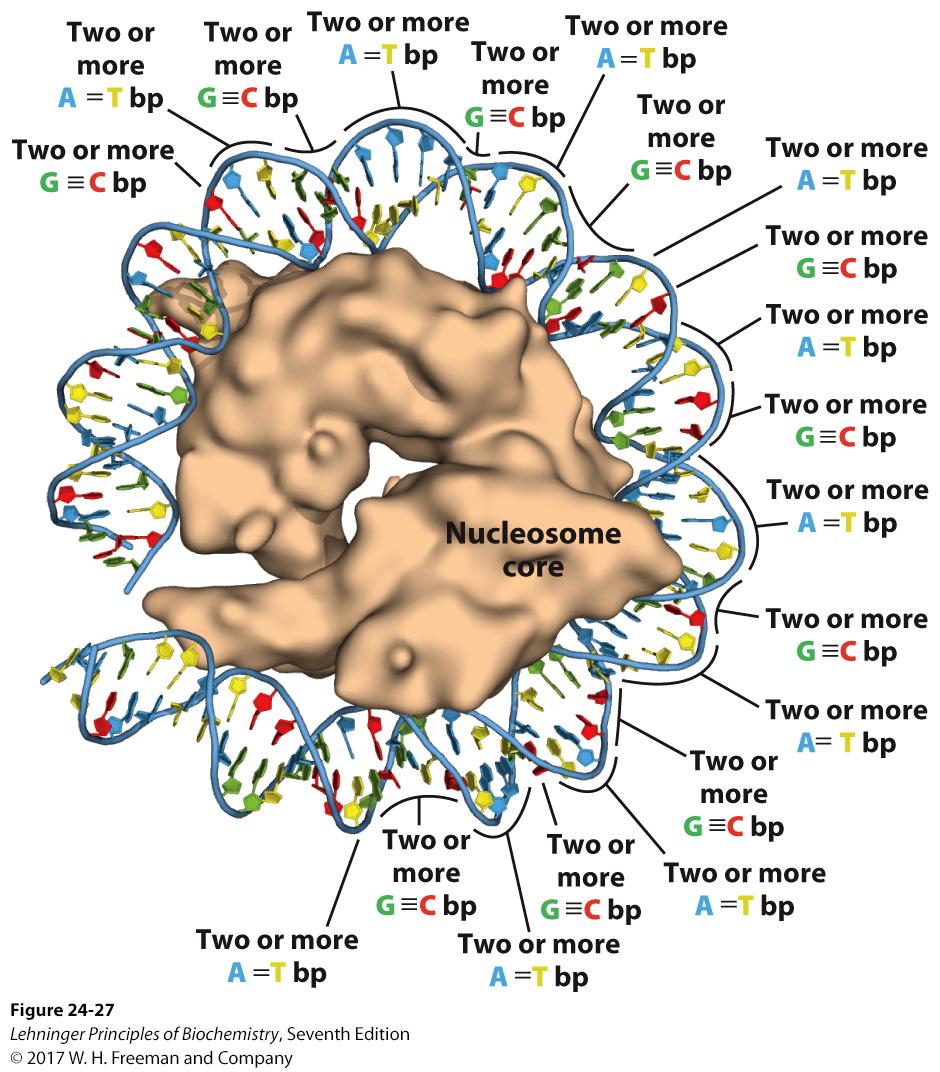 Two or
more
A =T bp
Two or
more
G ≡C bp
Two or more
A =T bp
Two or
more
G ≡C bp
Two or more
A =T bp
Two or
more
G ≡C bp
Two or more
G ≡ C bp
Two or more
A =T bp
Two or more
G ≡C bp
Two or more
A =T bp
Two or more
G ≡C bp
Two or more
A =T bp
Nucleosome
core
Two or more
G ≡C bp
Two or more
A= T bp
Two or
more
G ≡C bp
Two or more
A =T bp
Two or
more
G ≡C bp
Two or
more
G ≡C bp
Two or more
A =T bp
Two or more
A =T bp
Figure 24-27
Lehninger Principles of Biochemistry, Seventh Edition
© 2017 W. H. Freeman and Company